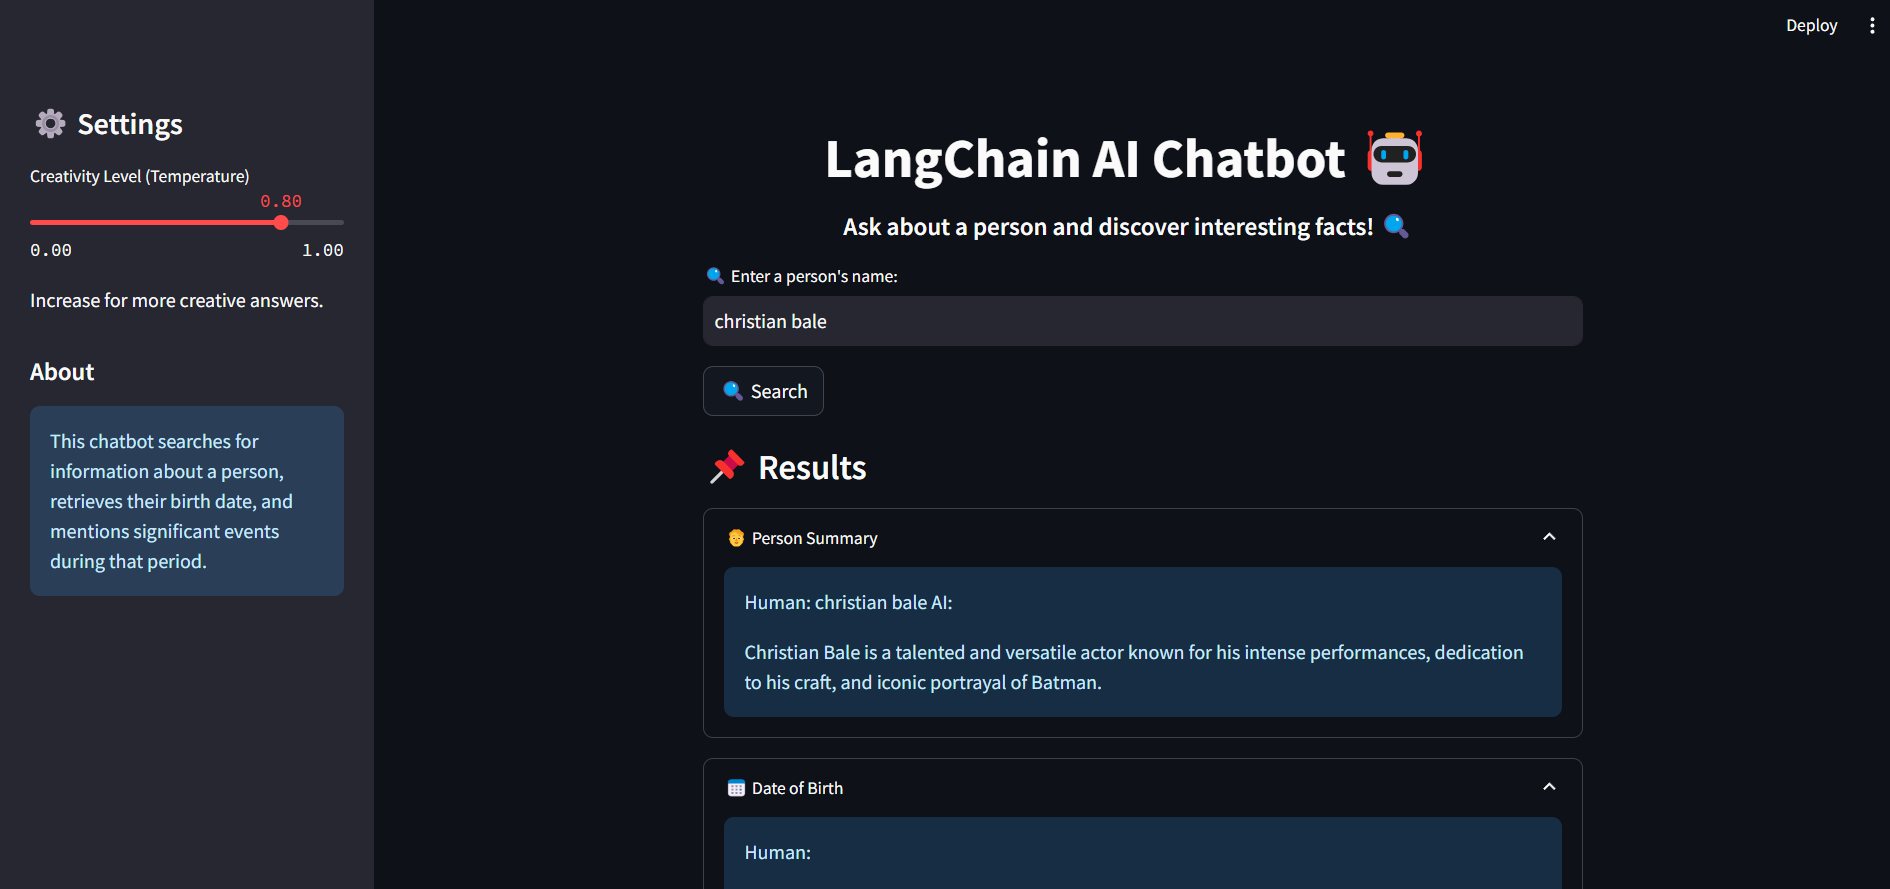 Deploy
Settings
Creativity Level (Temperature)
0.80
0.00 1.00
Increase for more creative answers.
About
This chatbot searches for
information about a person,
retrieves their birth date, and
mentions significant events
during that period.
LangChain AI Chatbot
Ask about a person and discover interesting facts!
Enter a person's name:
christian bale
Search
Results
Person Summary
Human: christian bale AI:
Christian Bale is a talented and versatile actor known for his intense performances, dedication
to his craft, and iconic portrayal of Batman.
Date of Birth
Human: